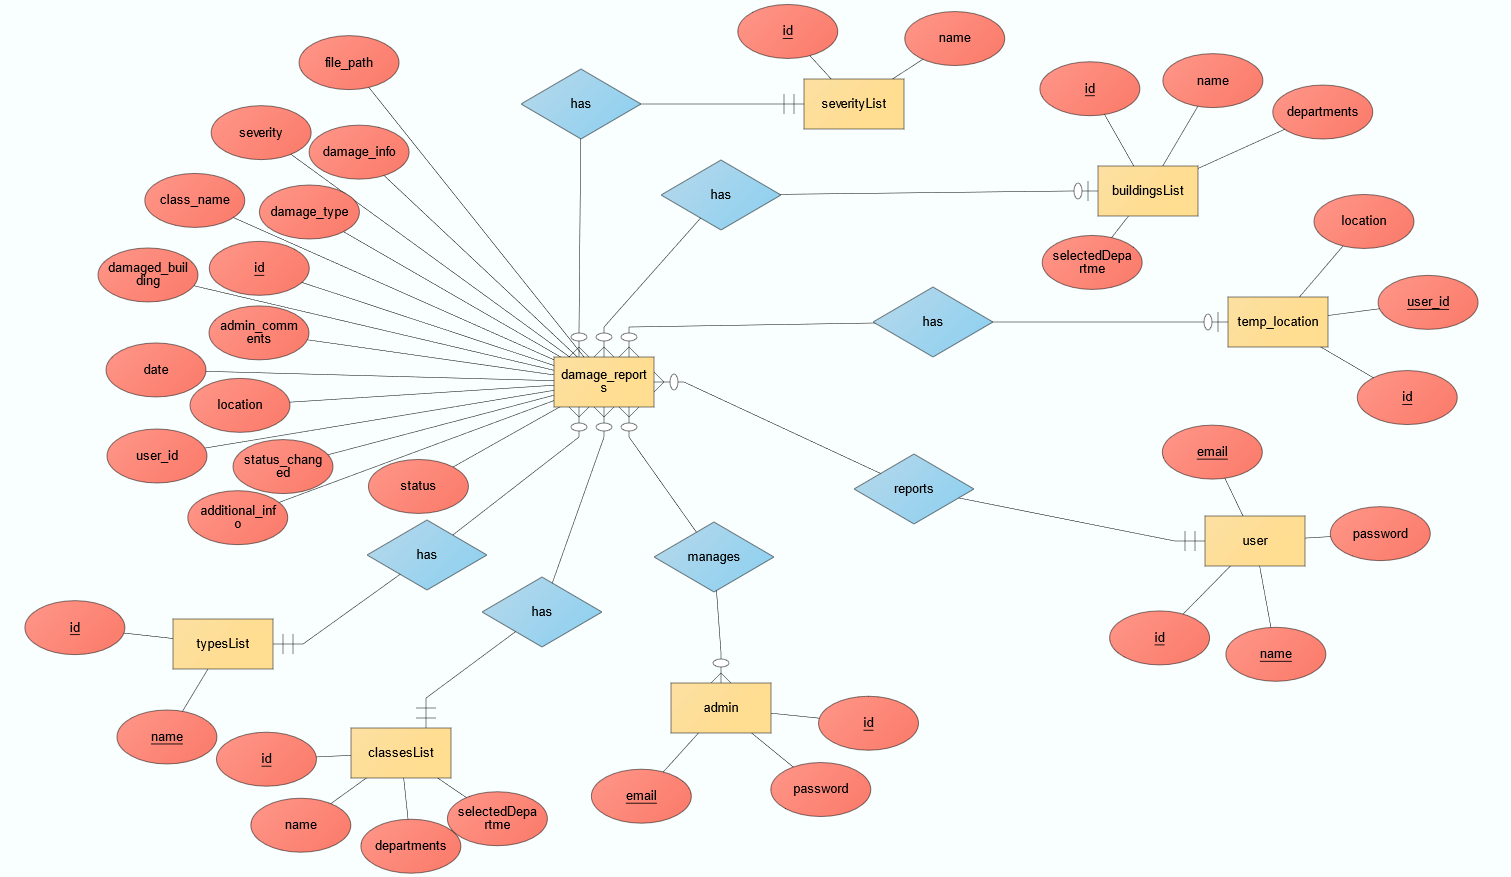 id
name
file_path
has
severityList
id
name
departments
severity
damage_info
class_name
damage_type
has
buildingsList
location
damaged_buil
ding
id
selectedDepa
rtme
user_id
admin_comm
ents
has
temp_location
date
location
damage_report
s
id
user_id
status_chang
ed
status
additional_inf
o
reports
email
user
password
has
manages
has
id
name
id
typesList
name
id
classesList
name
departments
selectedDepa
rtme
admin
id
email
password